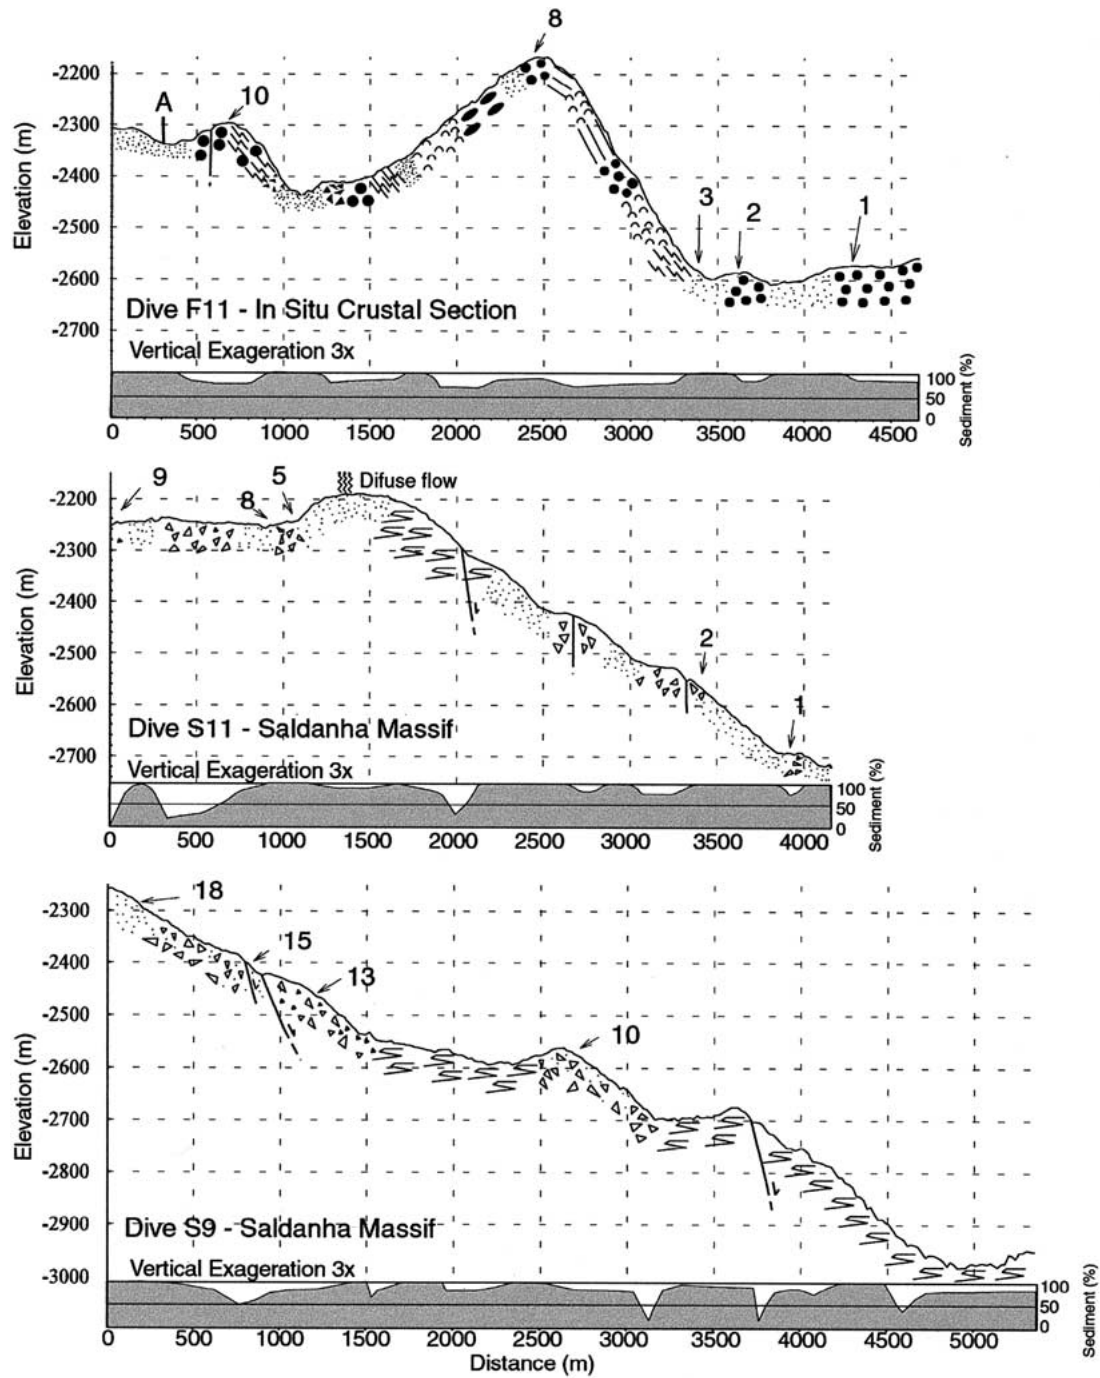 8
-2200
A
10
-2300
-2400
3
2
1
-2500
-2600
-2700
Elevation (m)
Dive F11 - In Situ Crustal Section
Vertical Exageration 3x
100
50
0
Sediment (%)
0 500 1000 1500 2000 2500 3000 3500 4000 4500
9
5
Difuse flow
-2200
8
-2300
-2400
-2500
2
-2600
1
-2700
Elevation (m)
Dive S11 - Saldanha Massif
Vertical Exageration 3x
100
50
0
Sediment (%)
0 500 1000 1500 2000 2500 3000 3500 4000
18
-2300
15
-2400
13
-2500
10
-2600
-2700
-2800
-2900
-3000
Elevation (m)
Dive S9 - Saldanha Massif
Vertical Exageration 3x
100
50
0
Sediment (%)
0 500 1000 1500 2000 2500 3000 3500 4000 4500 5000
Distance (m)